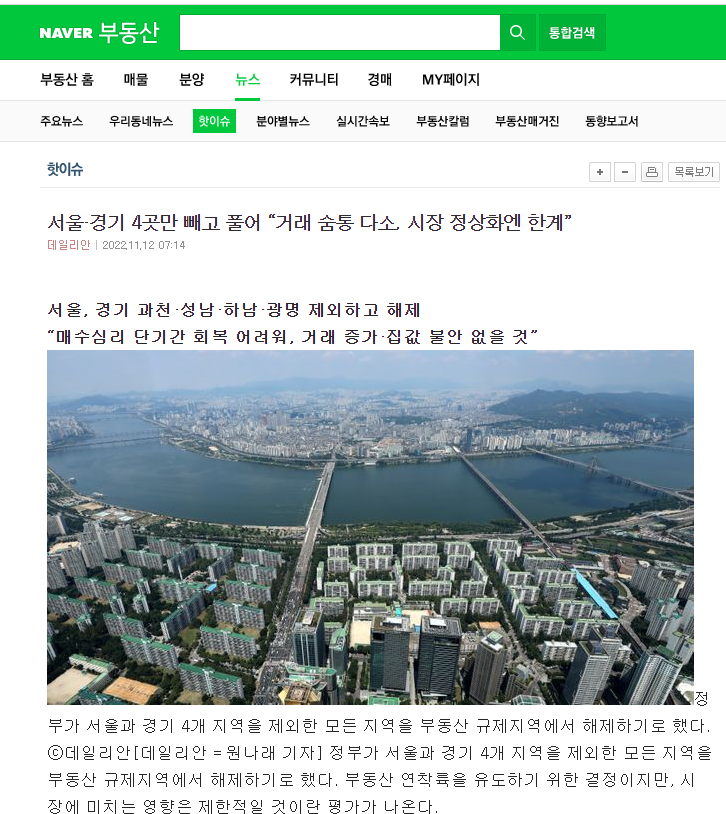 NAVER 부동산
통합검색
부동산 홈 매물 분양 뉴스 커뮤니티 경매 MY페이지
주요뉴스 우리동네뉴스 핫이슈 분야별뉴스 실시간속보 부동산칼럼 부동산매거진 동향보고서
핫이슈
+ - 목록보기
서울·경기 4곳만 빼고 풀어 “거래 숨통 다소, 시장 정상화엔 한계”
데일리안 | 2022.11.12 07:14
서울, 경기 과천·성남·하남·광명 제외하고 해제
“매수심리 단기간 회복 어려워, 거래 증가·집값 불안 없을 것”
정
부가 서울과 경기 4개 지역을 제외한 모든 지역을 부동산 규제지역에서 해제하기로 했다.
ⓒ데일리안[데일리안 = 원나래 기자] 정부가 서울과 경기 4개 지역을 제외한 모든 지역을
부동산 규제지역에서 해제하기로 했다. 부동산 연착륙을 유도하기 위한 결정이지만, 시
장에 미치는 영향은 제한적일 것이란 평가가 나온다.